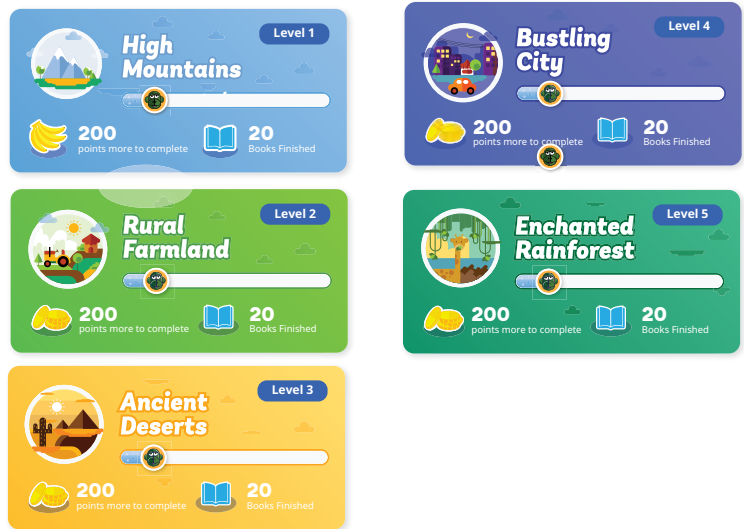 Level 1
High
Mountains
200
points more to complete
20
Books Finished
Level 2
Rural
Farmland
200
points more to complete
20
Books Finished
Level 3
Ancient
Deserts
200
points more to complete
20
Books Finished
Level 4
Bustling
City
200
points more to complete
20
Books Finished
Level 5
Enchanted
Rainforest
200
points more to complete
20
Books Finished